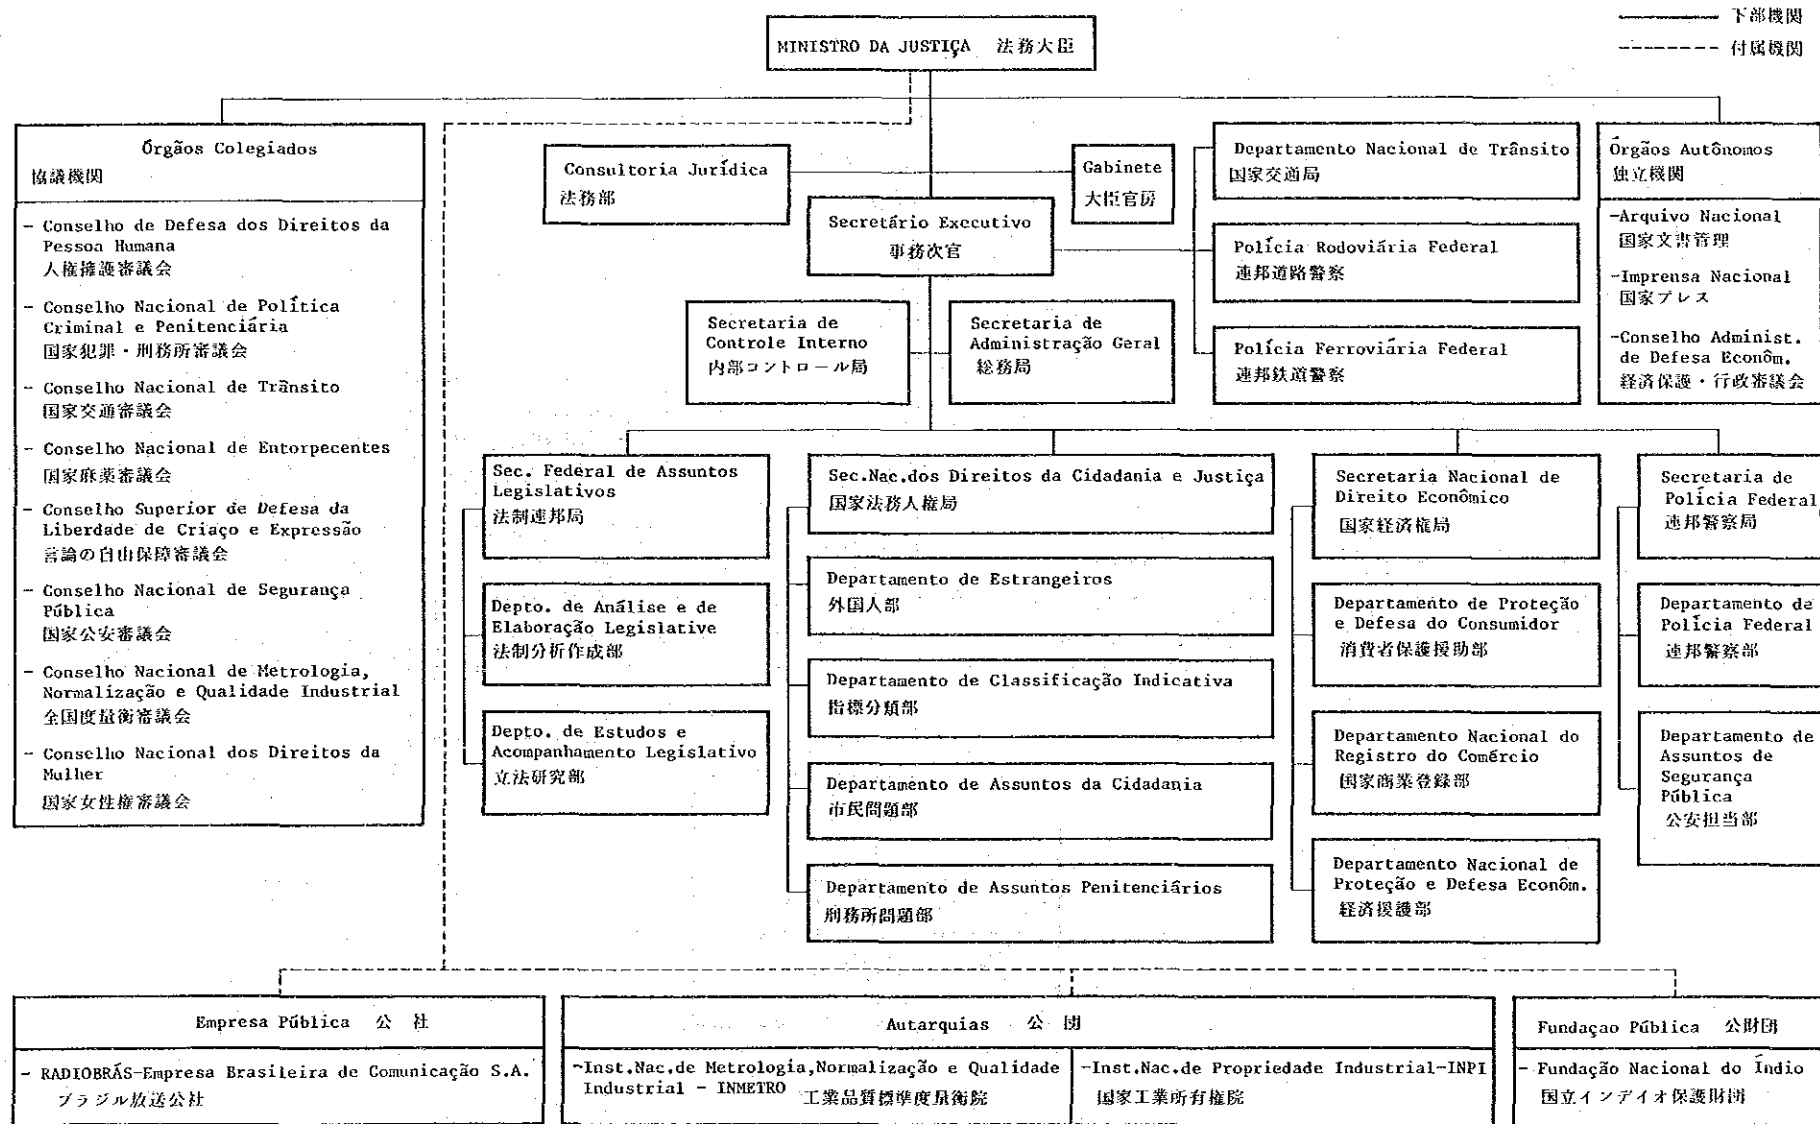 下部機関
付属機関
MINISTRO DA JUSTIÇA 法務大臣
Órgãos Colegiados
協議機関
- Conselho de Defesa dos Direitos da
Pessoa Humana
人権擁護審議会
- Conselho Nacional de Política
Criminal e Penitenciária
国家犯罪・刑務所審議会
- Conselho Nacional de Trânsito
国家交通審議会
- Conselho Nacional de Entorpecentes
国家麻薬審議会
- Conselho Superior de Defesa da
Liberdade de Criaço e Expressão
言論の自由保障審議会
- Conselho Nacional de Segurança
Pública
国家公安審議会
- Conselho Nacional de Metrologia,
Normalização e Qualidade Industrial
全国度量衡審議会
- Conselho Nacional dos Direitos da
Mulher
国家女性権審議会
Consultoria Jurídica
法務部
Gabinete
大臣官房
Secretário Executivo
事務次官
Secretaria de
Controle Interno
内部コントロール局
Secretaria de
Administração Geral
総務局
Departamento Nacional de Trânsito
国家交通局
Polícia Rodoviária Federal
連邦道路警察
Polícia Ferroviária Federal
連邦鉄道警察
Órgãos Autônomos
独立機関
-Arquivo Nacional
国家文書管理
-Imprensa Nacional
国家プレス
-Conselho Administ.
de Defesa Econôm.
経済保護・行政審議会
Sec. Federal de Assuntos
Legislativos
法制連邦局
Depto. de Análise e de
Elaboração Legislative
法制分析作成部
Depto. de Estudos e
Acompanhamento Legislativo
立法研究部
Sec.Nac.dos Direitos da Cidadania e Justiça
国家法務人権局
Departamento de Estrangeiros
外国人部
Departamento de Classificação Indicativa
指標分類部
Departamento de Assuntos da Cidadania
市民問題部
Departamento de Assuntos Penitenciários
刑務所問題部
Secretaria Nacional de
Direito Econômico
国家経済権局
Departamento de Proteção
e Defesa do Consumidor
消費者保護援助部
Departamento Nacional do
Registro do Comércio
国家商業登録部
Departamento Nacional de
Proteção e Defesa Econôm.
経済援護部
Secretaria de
Polícia Federal
連邦警察局
Departamento de
Polícia Federal
連邦警察部
Departamento de
Assuntos de
Segurança
Pública
公安担当部
Empresa Pública 公 社
- RADIOBRÁS-Empresa Brasileira de Comunicação S.A.
ブラジル放送公社
Autarquias 公 団
-Inst.Nac.de Metrologia,Normalização e Qualidade
Industrial - INMETRO 工業品質標準度量衡院
-Inst.Nac.de Propriedade Industrial-INPI
国家工業所有権院
Fundaçao Pública 公財団
- Fundação Nacional do Índio
国立インディオ保護財団